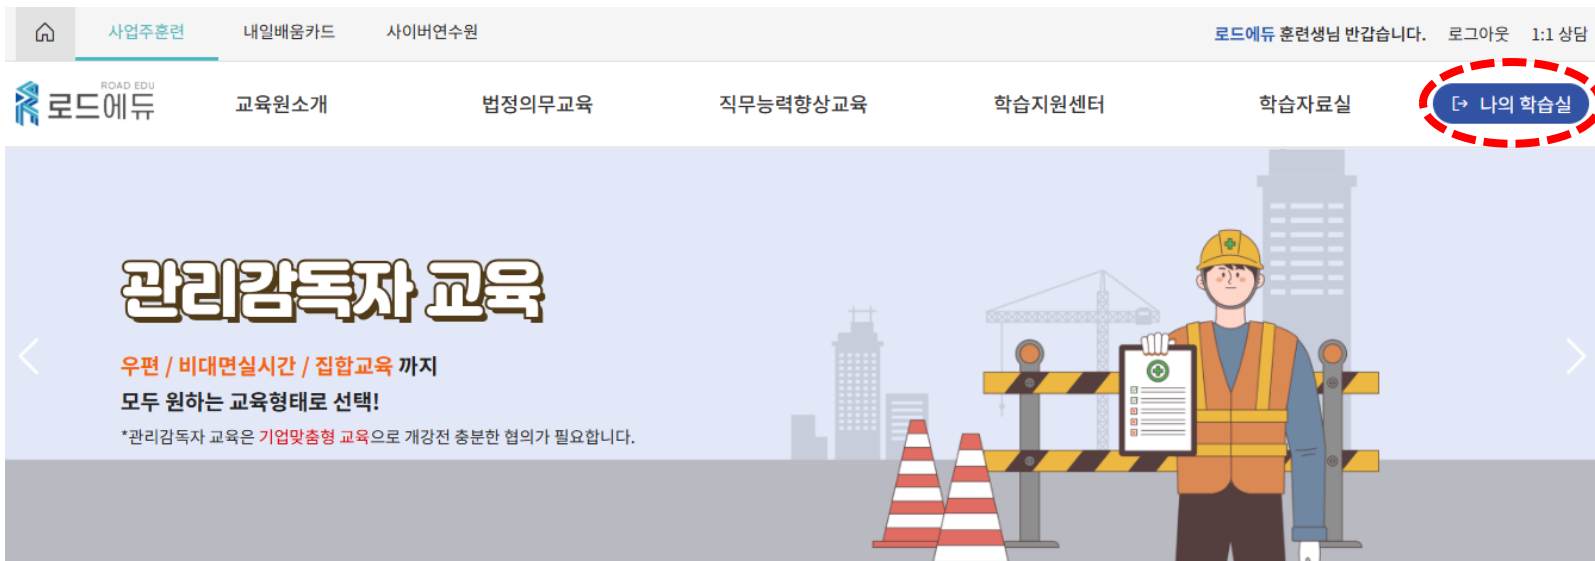 사업주훈련 내일배움카드 사이버연수원 로드에듀 훈련생님 반갑습니다. 로그아웃 1:1 상담
ROAD EDU
로드에듀 교육원소개 법정의무교육 직무능력향상교육 학습지원센터 학습자료실 나의 학습실
관리감독자 교육
우편 / 비대면실시간 / 집합교육 까지
모두 원하는 교육형태로 선택!
*관리감독자 교육은 기업맞춤형 교육으로 개강전 충분한 협의가 필요합니다.